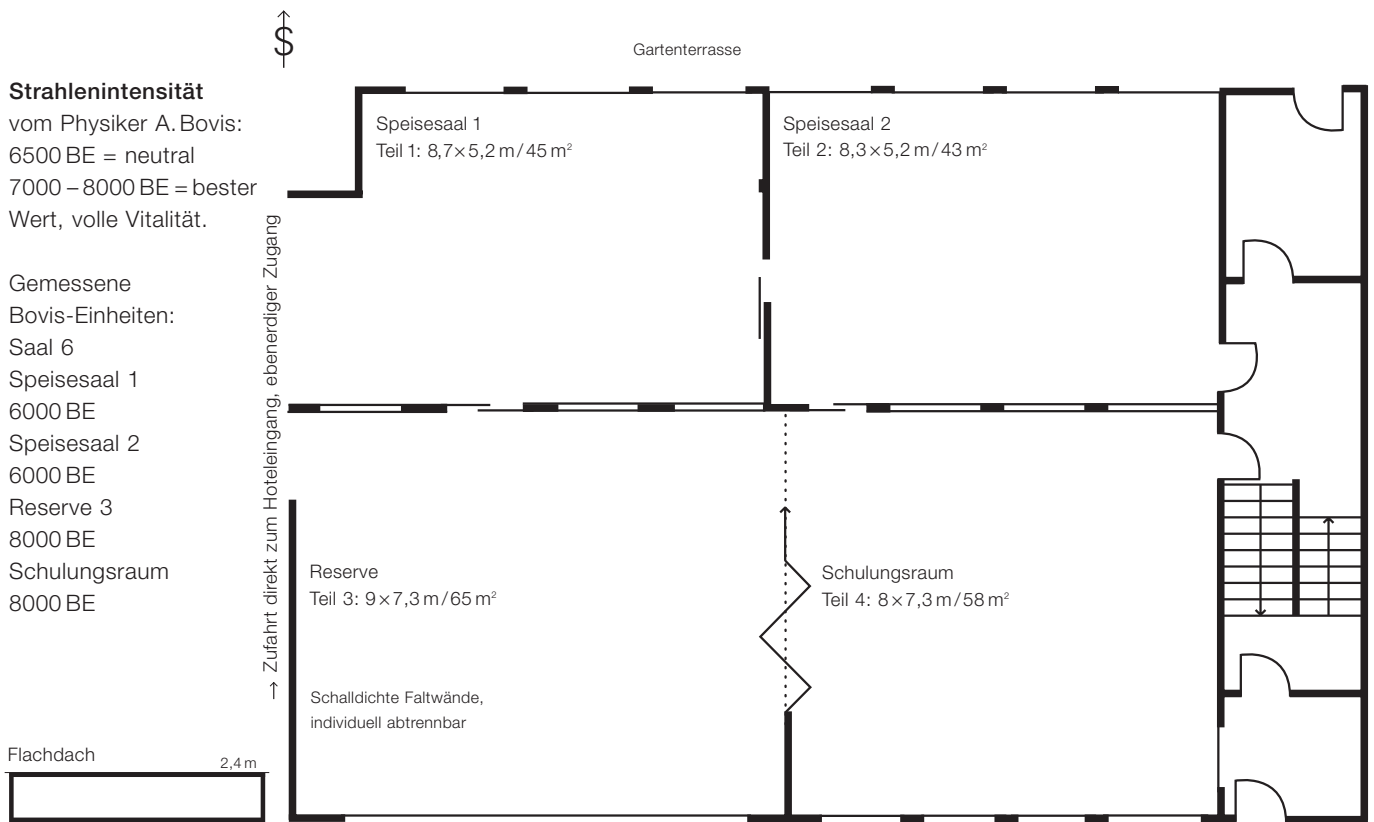 S
Gartenterrasse
Strahlenintensität
vom Physiker A. Bovis:
6500 BE = neutral
7000 – 8000 BE = bester
Wert, volle Vitalität.
Gemessene
Bovis-Einheiten:
Saal 6
Speisesaal 1
6000 BE
Speisesaal 2
6000 BE
Reserve 3
8000 BE
Schulungsraum
8000 BE
→ Zufahrt direkt zum Hoteleingang, ebenerdiger Zugang
Speisesaal 1
Teil 1: 8,7 × 5,2 m / 45 m²
Speisesaal 2
Teil 2: 8,3 × 5,2 m / 43 m²
Reserve
Teil 3: 9 × 7,3 m / 65 m²
Schalldichte Faltwände,
individuell abtrennbar
Schulungsraum
Teil 4: 8 × 7,3 m / 58 m²
Flachdach
2,4 m